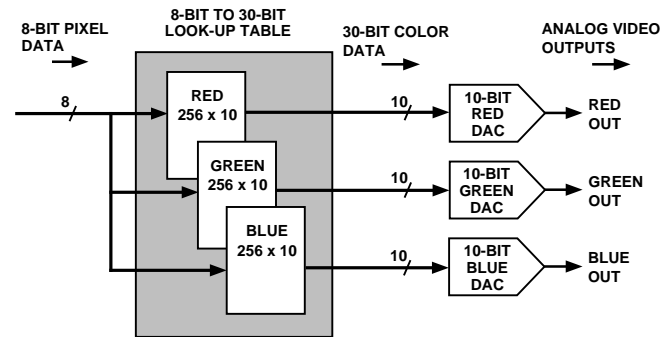 8-BIT PIXEL
DATA
8-BIT TO 30-BIT
LOOK-UP TABLE
30-BIT COLOR
DATA
ANALOG VIDEO
OUTPUTS
8
RED
256 x 10
10
10-BIT
RED
DAC
RED
OUT
GREEN
256 x 10
10
10-BIT
GREEN
DAC
GREEN
OUT
BLUE
256 x 10
10
10-BIT
BLUE
DAC
BLUE
OUT